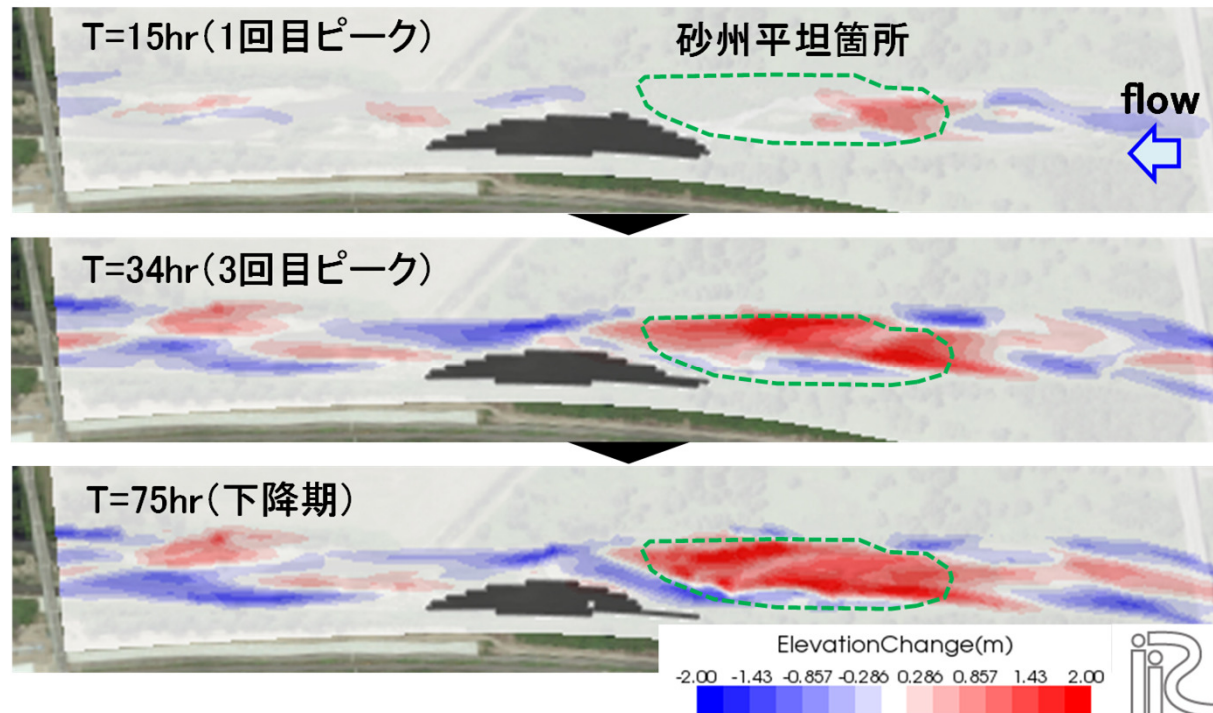 T=15hr(1回目ピーク)
砂州平坦箇所
flow
T=34hr(3回目ピーク)
T=75hr(下降期)
ElevationChange(m)
-2.00 -1.43 -0.857 -0.286 0.286 0.857 1.43 2.00
iRIC